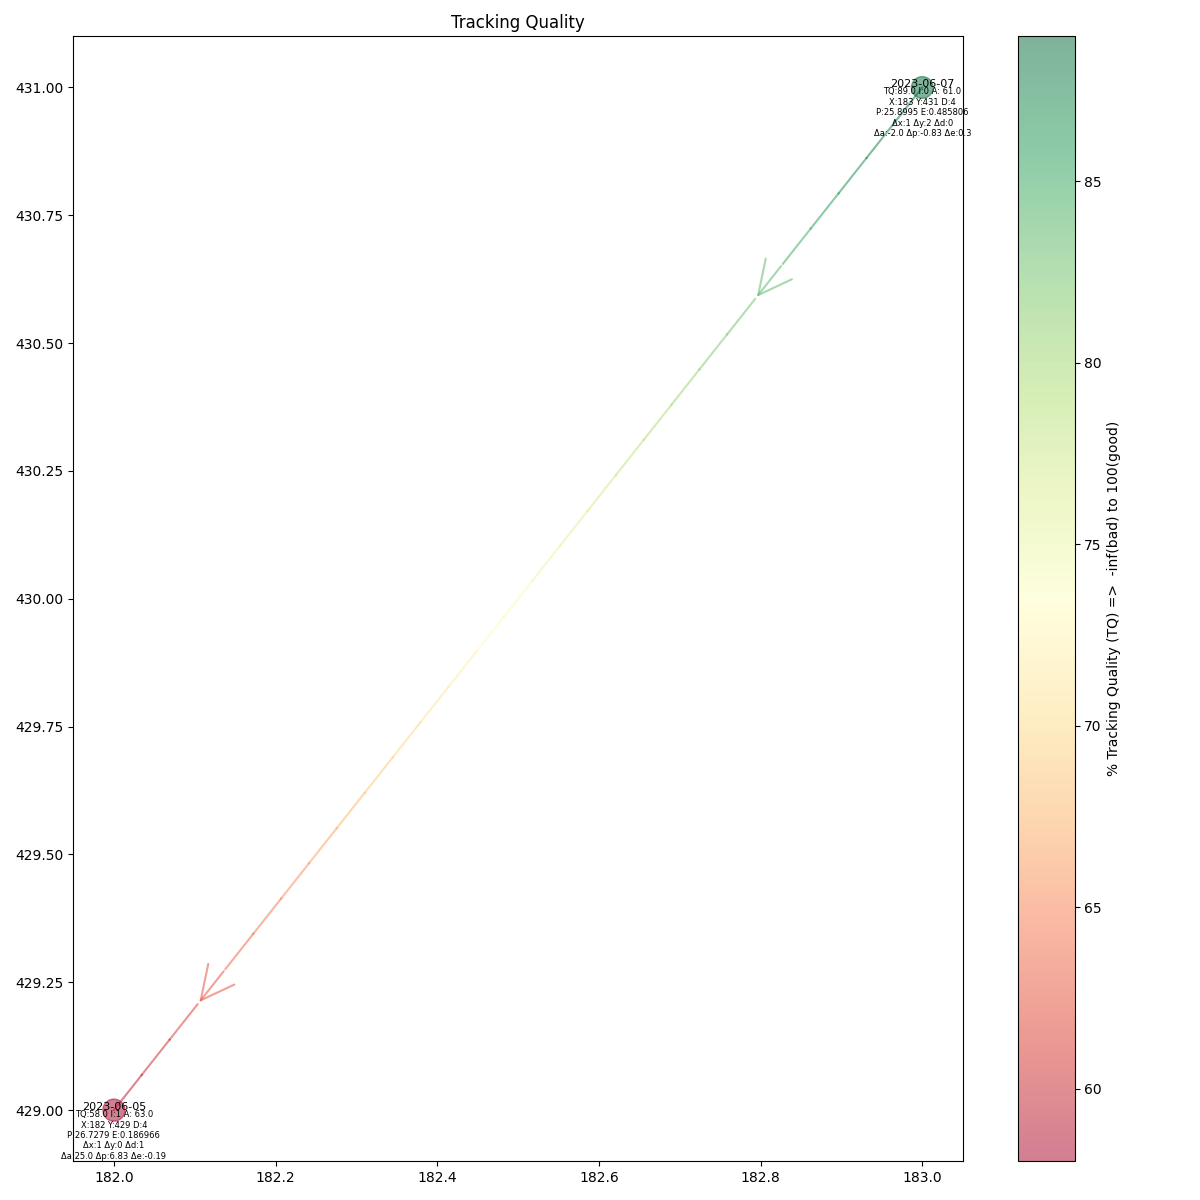 Tracking Quality
431.00
430.75
430.50
430.25
430.00
429.75
429.50
429.25
429.00
182.0
182.2
182.4
182.6
182.8
183.0
2023-06-07
TQ:89.0 I:0 A: 61.0
X:183 Y:431 D:4
P:25.8995 E:0.485806
Δx:1 Δy:2 Δd:0
Δa:-2.0 Δp:-0.83 Δe:0.3
2023-06-05
TQ:58.0 I:1 A: 63.0
X:182 Y:429 D:4
P:26.7279 E:0.186966
Δx:1 Δy:0 Δd:1
Δa:25.0 Δp:6.83 Δe:-0.19
85
80
75
70
65
60
% Tracking Quality (TQ) =>  -inf(bad) to 100(good)